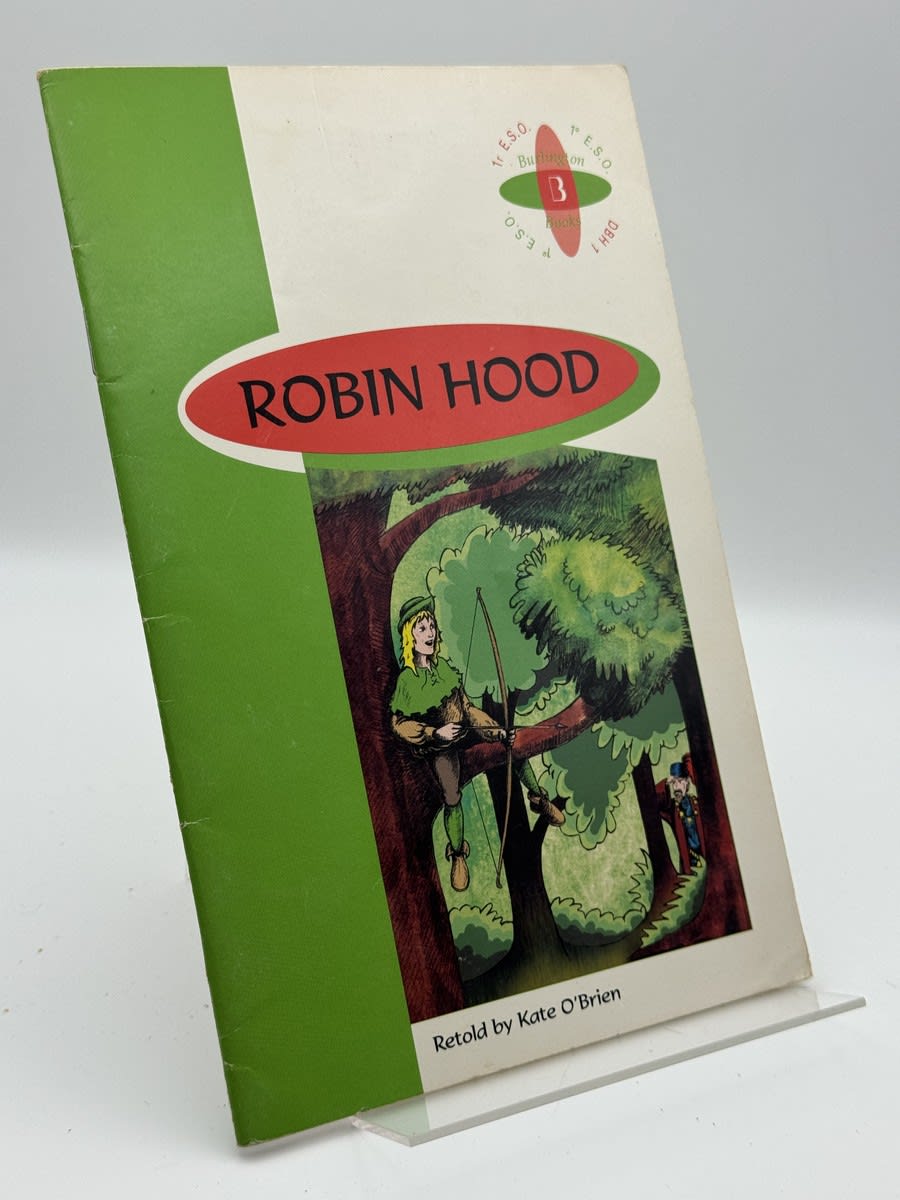 1r E.S.O.
1º E.S.O.
Burlington
B
Books
1º E.S.O.
DBH 1
ROBIN HOOD
Retold by Kate O'Brien